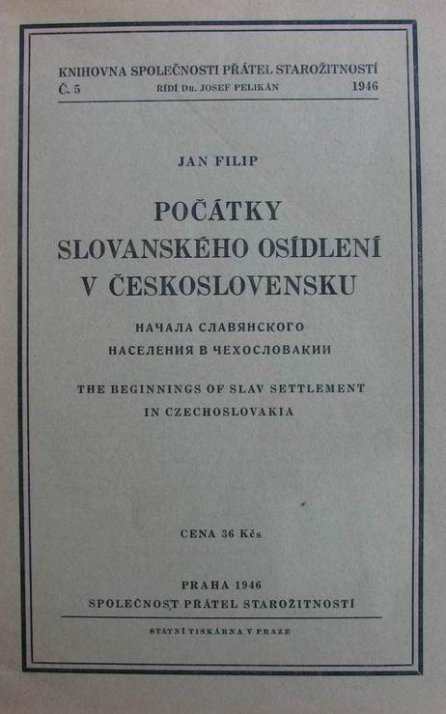 KNIHOVNA SPOLEČNOSTI PŘÁTEL STAROŽITNOSTÍ
Č. 5 ŘÍDÍ DR. JOSEF PELIKÁN 1946
JAN FILIP
POČÁTKY
SLOVANSKÉHO OSÍDLENÍ
V ČESKOSLOVENSKU
НАЧАЛА СЛАВЯНСКОГО
НАСЕЛЕНИЯ В ЧЕХОСЛОВАКИИ
THE BEGINNINGS OF SLAV SETTLEMENT
IN CZECHOSLOVAKIA
CENA 36 Kčs
PRAHA 1946
SPOLEČNOST PŘÁTEL STAROŽITNOSTÍ
STÁTNÍ TISKÁRNA V PRAZE